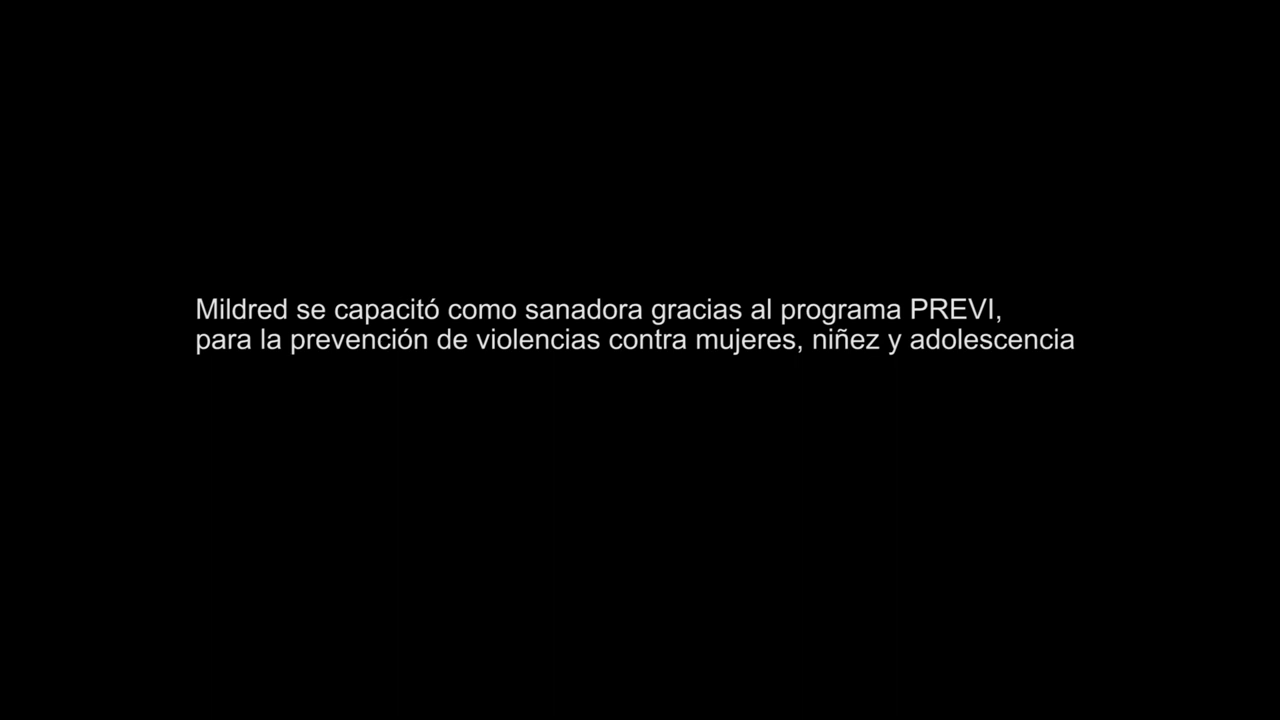 Mildred se capacitó como sanadora gracias al programa PREVI,
para la prevención de violencias contra mujeres, niñez y adolescencia